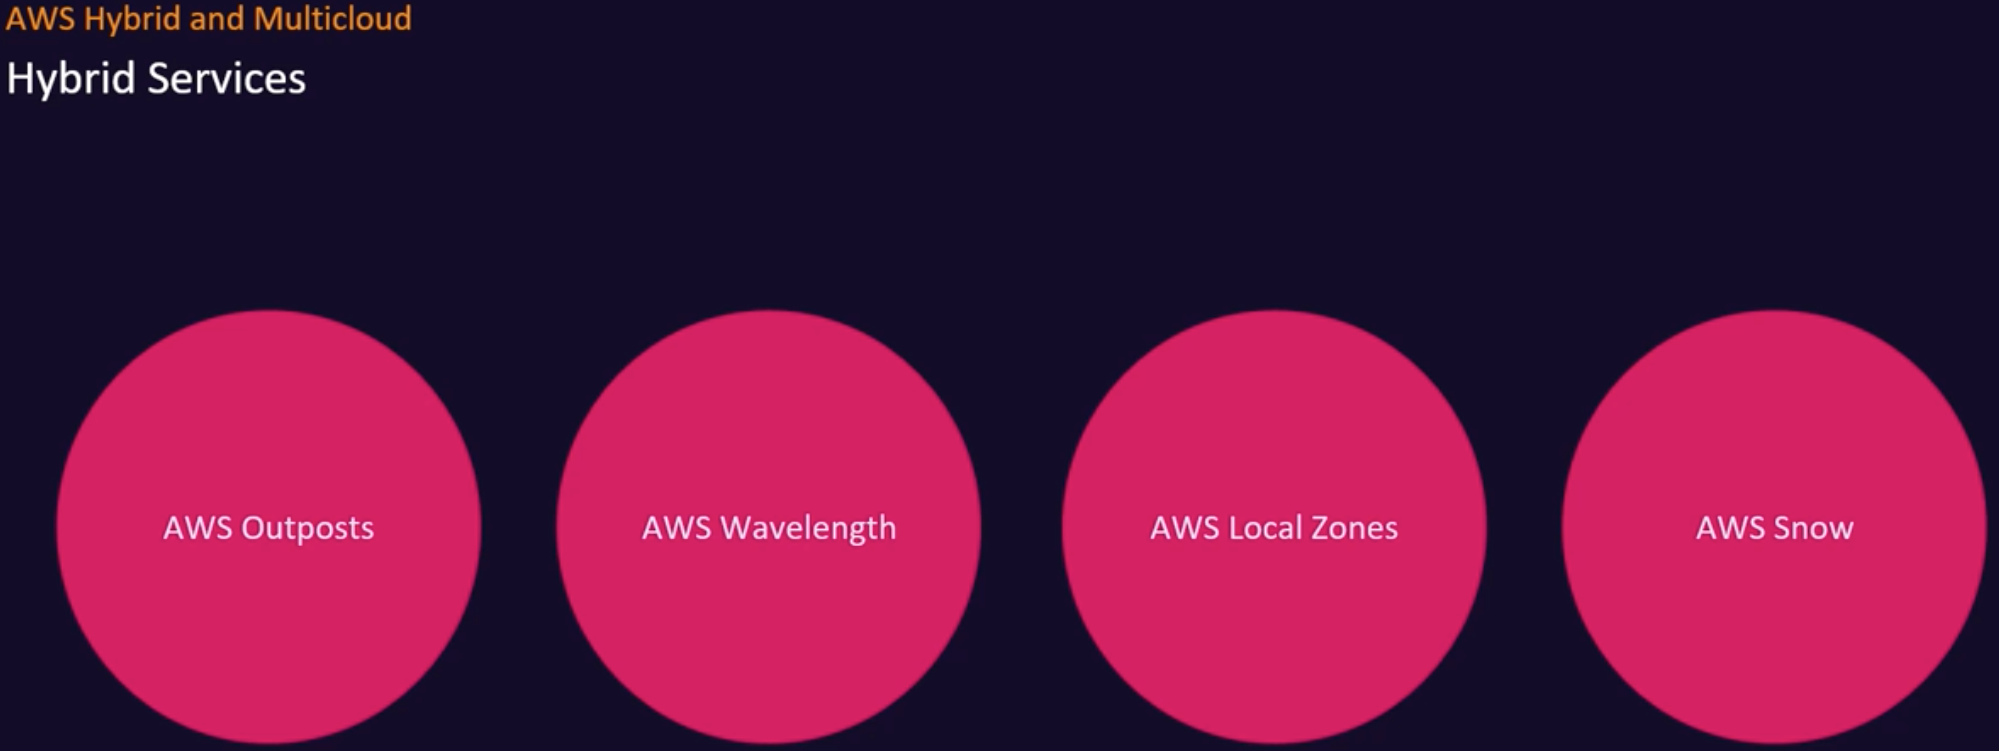 AWS Hybrid and Multicloud
Hybrid Services
AWS Outposts
AWS Wavelength
AWS Local Zones
AWS Snow